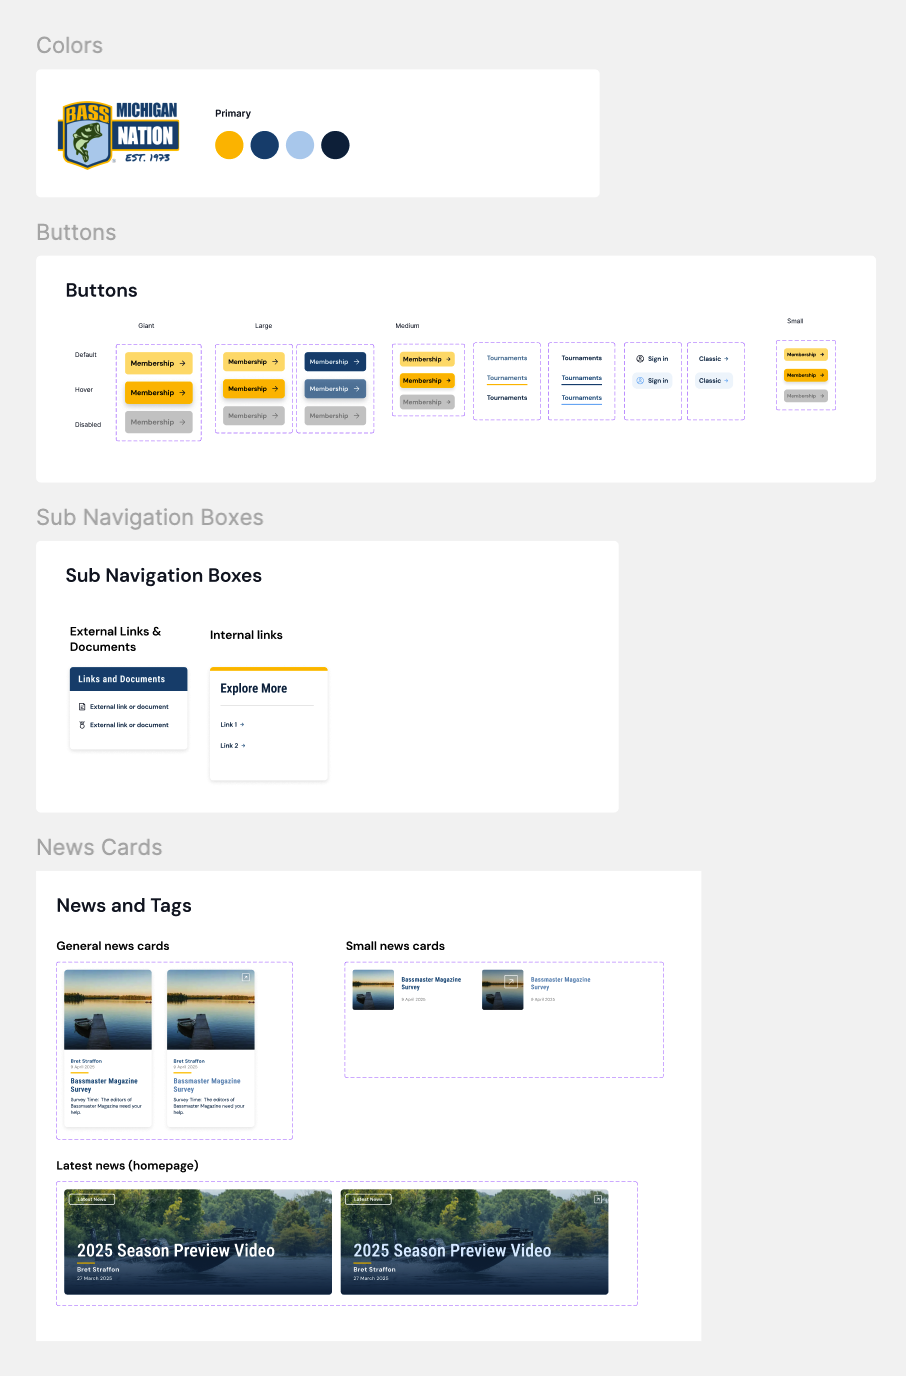 Colors
BASS
MICHIGAN
NATION
EST. 1973
Primary
Buttons
Buttons
Giant
Large
Medium
Small
Default
Hover
Disabled
Membership
Membership
Membership
Membership
Membership
Membership
Membership
Membership
Membership
Membership
Membership
Membership
Tournaments
Tournaments
Tournaments
Tournaments
Tournaments
Tournaments
Sign in
Sign in
Classic
Classic
Membership
Membership
Membership
Sub Navigation Boxes
Sub Navigation Boxes
External Links &
Documents
Links and Documents
External link or document
External link or document
Internal links
Explore More
Link 1
Link 2
News Cards
News and Tags
General news cards
Bret Straffon
9 April 2025
Bassmaster Magazine
Survey
Survey Time: The editors of
Bassmaster Magazine need your
help.
Bret Straffon
9 April 2025
Bassmaster Magazine
Survey
Survey Time: The editors of
Bassmaster Magazine need your
help.
Small news cards
Bassmaster Magazine
Survey
9 April 2025
Bassmaster Magazine
Survey
9 April 2025
Latest news (homepage)
Latest News
2025 Season Preview Video
Bret Straffon
27 March 2025
Latest News
2025 Season Preview Video
Bret Straffon
27 March 2025